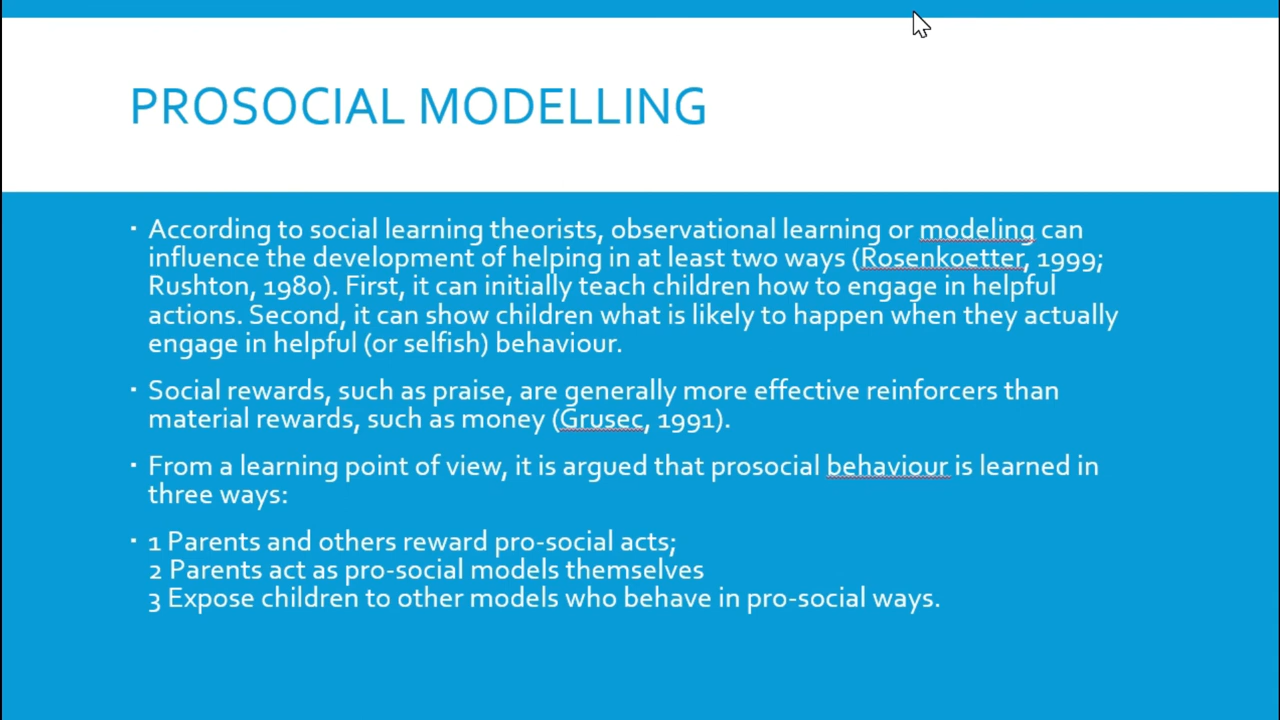 PROSOCIAL MODELLING
▪ According to social learning theorists, observational learning or modeling can
influence the development of helping in at least two ways (Rosenkoetter, 1999;
Rushton, 1980). First, it can initially teach children how to engage in helpful
actions. Second, it can show children what is likely to happen when they actually
engage in helpful (or selfish) behaviour.
▪ Social rewards, such as praise, are generally more effective reinforcers than
material rewards, such as money (Grusec, 1991).
▪ From a learning point of view, it is argued that prosocial behaviour is learned in
three ways:
▪ 1 Parents and others reward pro-social acts;
2 Parents act as pro-social models themselves
3 Expose children to other models who behave in pro-social ways.